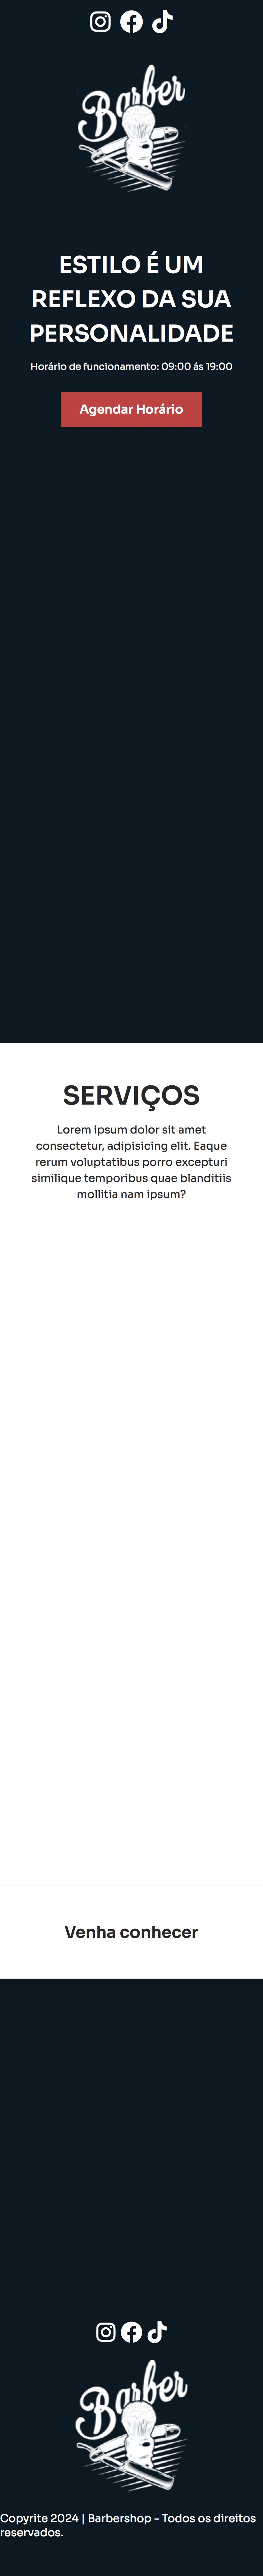 Barber
ESTILO É UM
REFLEXO DA SUA
PERSONALIDADE
Horário de funcionamento: 09:00 ás 19:00
Agendar Horário
SERVIÇOS
Lorem ipsum dolor sit amet
consectetur, adipisicing elit. Eaque
rerum voluptatibus porro excepturi
similique temporibus quae blanditiis
mollitia nam ipsum?
Venha conhecer
Barber
Copyrite 2024 | Barbershop - Todos os direitos
reservados.